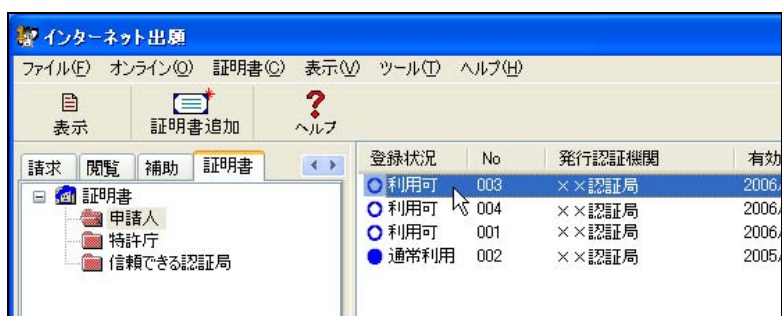 インターネット出願
ファイル(F) オンライン(O) 証明書(C) 表示(V) ツール(T) ヘルプ(H)
表示 証明書追加 ヘルプ
請求 閲覧 補助 証明書
登録状況 No 発行認証機関 有効
利用可 003 ××認証局 2006/
利用可 004 ××認証局 2006/
利用可 001 ××認証局 2006/
通常利用 002 ××認証局 2005/
証明書
申請人
特許庁
信頼できる認証局